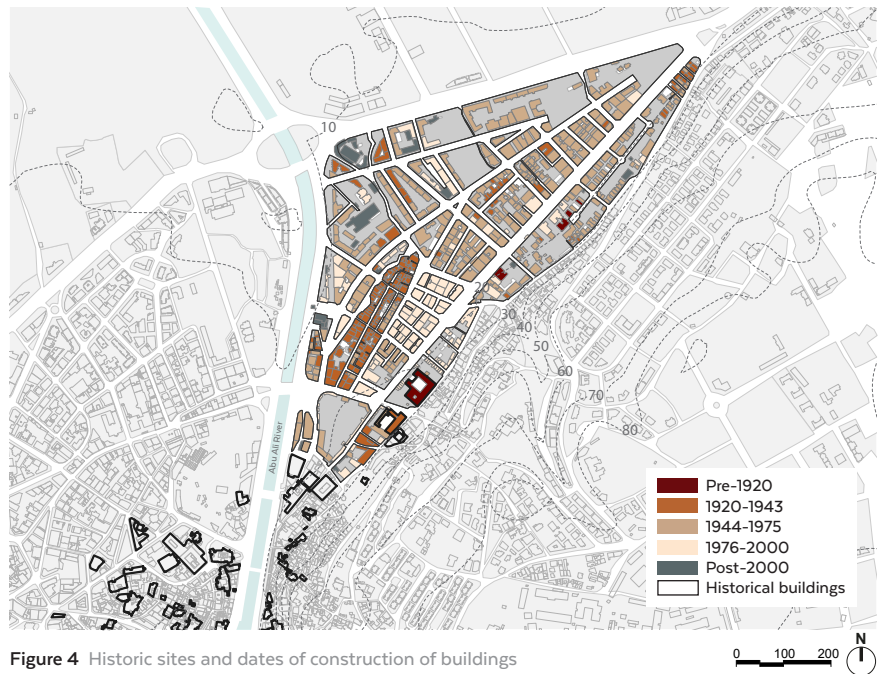 10
20
30
40
50
60
70
80
Abu Ali River
Pre-1920
1920-1943
1944-1975
1976-2000
Post-2000
Historical buildings
Figure 4 Historic sites and dates of construction of buildings
0 100 200
N